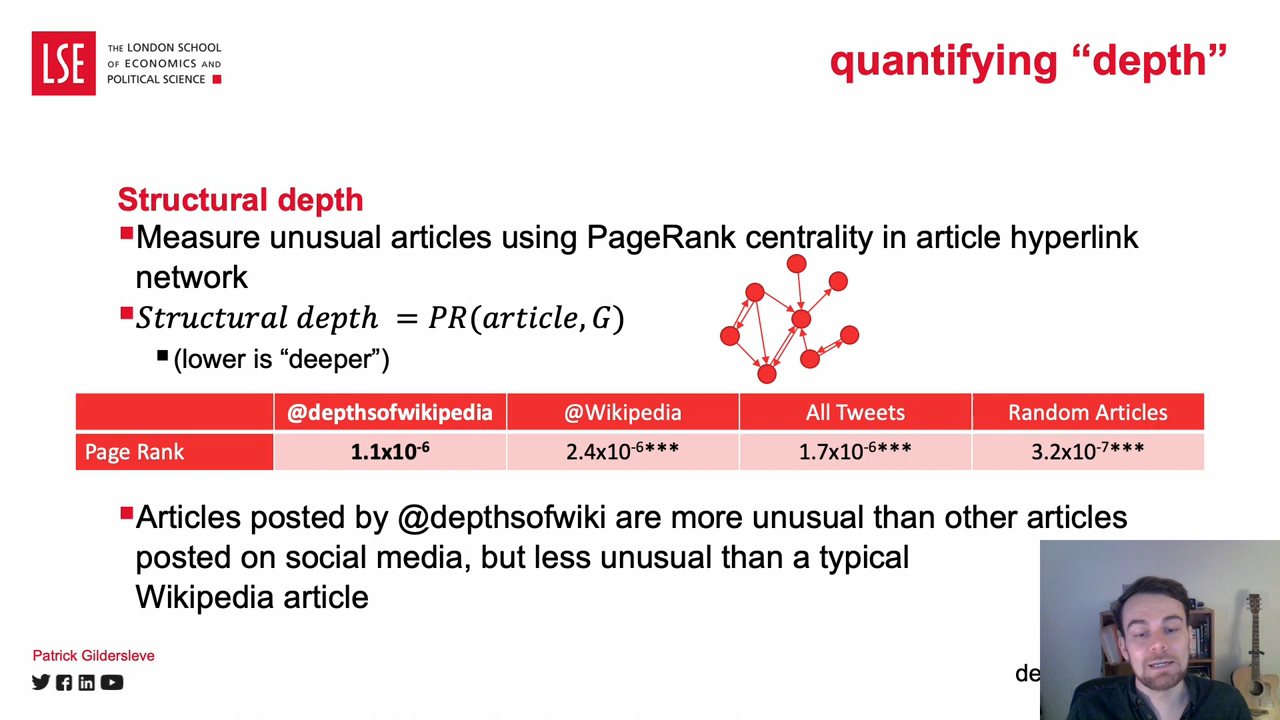 LSE
THE LONDON SCHOOL
OF ECONOMICS AND
POLITICAL SCIENCE
quantifying “depth”
Structural depth
Measure unusual articles using PageRank centrality in article hyperlink
network
Structural depth = PR(article, G)
(lower is “deeper”)
@depthsofwikipedia @Wikipedia All Tweets Random Articles
Page Rank 1.1x10⁻⁶ 2.4x10⁻⁶*** 1.7x10⁻⁶*** 3.2x10⁻⁷***
Articles posted by @depthsofwiki are more unusual than other articles
posted on social media, but less unusual than a typical
Wikipedia article
Patrick Gildersleve
de